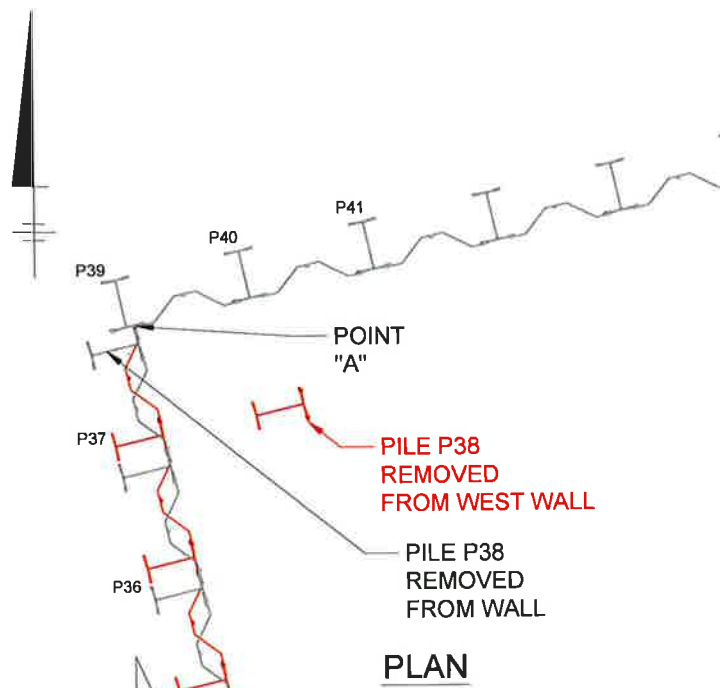 P41
P40
P39
POINT
"A"
P37
PILE P38
REMOVED
FROM WEST WALL
PILE P38
REMOVED
FROM WALL
P36
PLAN